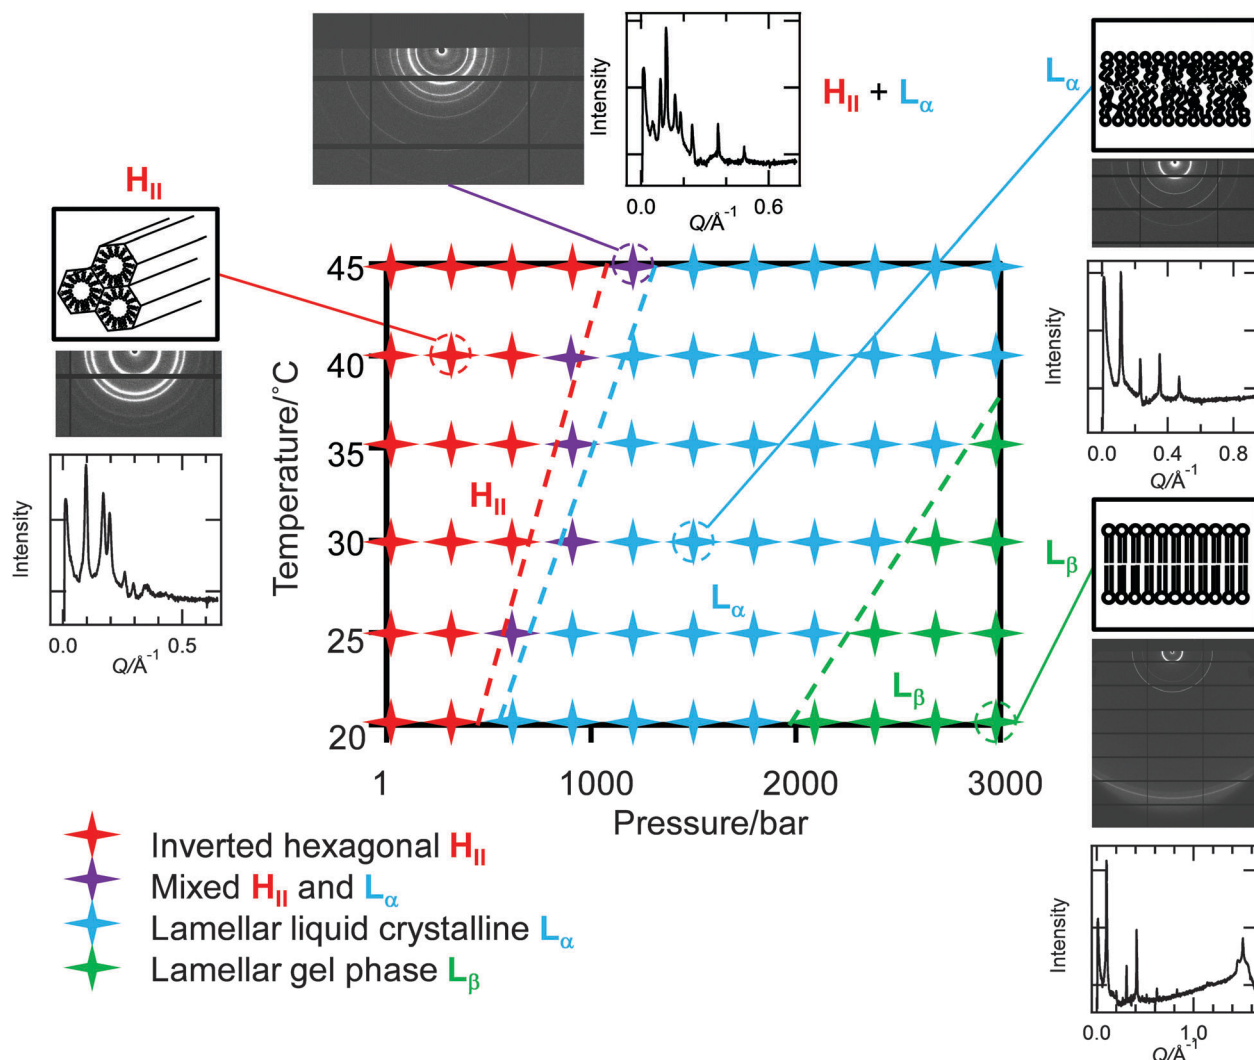 Intensity
0.0 0.6
Q/Å⁻¹
H_II + L_α
L_α
H_II
Intensity
0.0 0.5
Q/Å⁻¹
Intensity
0.0 0.4 0.8
Q/Å⁻¹
L_β
Intensity
0.0 1.0
Q/Å⁻¹
Temperature/˚C
45
40
35
30
25
20
H_II
L_α
L_β
1 1000 2000 3000
Pressure/bar
Inverted hexagonal H_II
Mixed H_II and L_α
Lamellar liquid crystalline L_α
Lamellar gel phase L_β